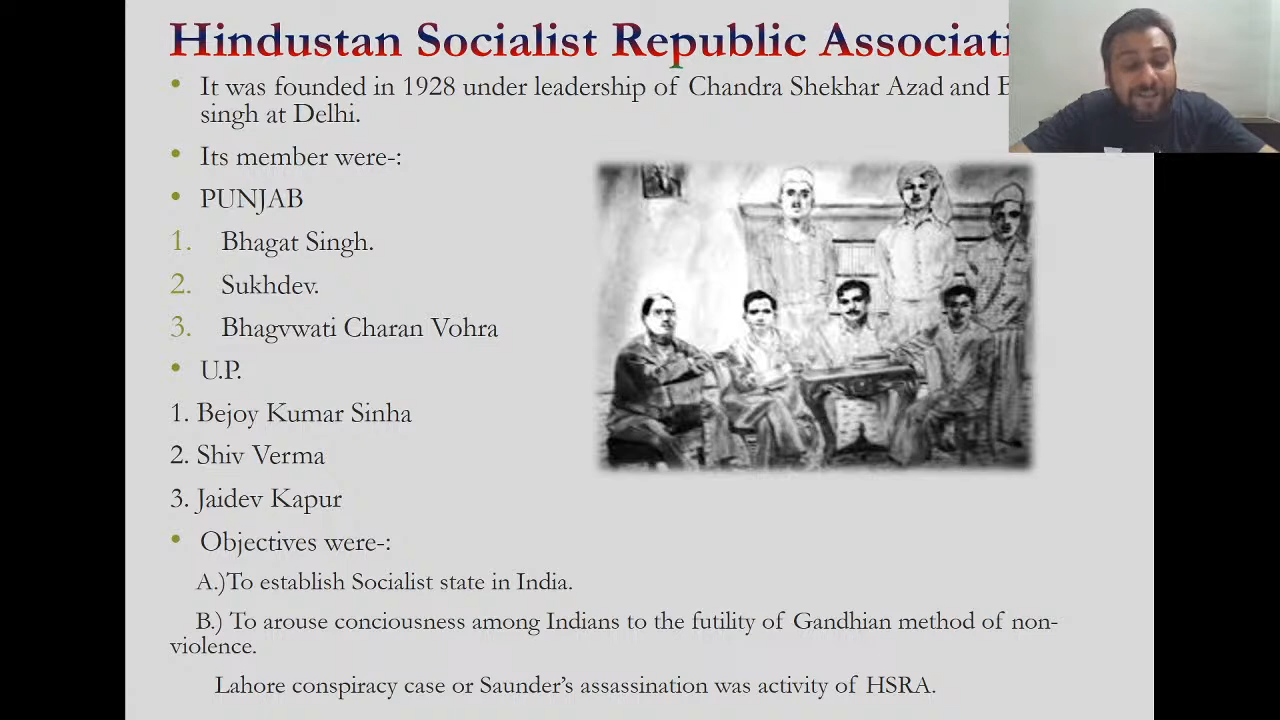 Hindustan Socialist Republic
• It was founded in 1928 under leadership of Chandra Shekhar Azad and
singh at Delhi.
• Its member were-:
• PUNJAB
1. Bhagat Singh.
2. Sukhdev.
3. Bhagvwati Charan Vohra
• U.P.
1. Bejoy Kumar Sinha
2. Shiv Verma
3. Jaidev Kapur
• Objectives were-:
A.)To establish Socialist state in India.
B.) To arouse conciousness among Indians to the futility of Gandhian method of non-
violence.
Lahore conspiracy case or Saunder’s assassination was activity of HSRA.